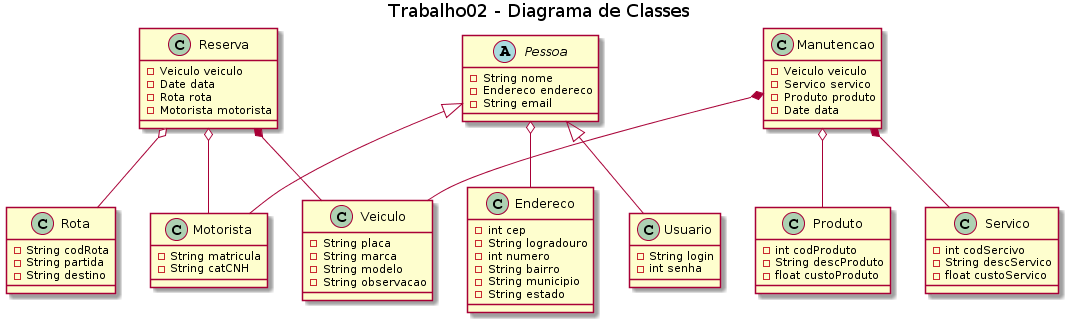 Trabalho02 - Diagrama de Classes
C Reserva
Veiculo veiculo
Date data
Rota rota
Motorista motorista
A Pessoa
String nome
Endereco endereco
String email
C Manutencao
Veiculo veiculo
Servico servico
Produto produto
Date data
C Rota
String codRota
String partida
String destino
C Motorista
String matricula
String catCNH
C Veiculo
String placa
String marca
String modelo
String observacao
C Endereco
int cep
String logradouro
int numero
String bairro
String municipio
String estado
C Usuario
String login
int senha
C Produto
int codProduto
String descProduto
float custoProduto
C Servico
int codSercivo
String descServico
float custoServico